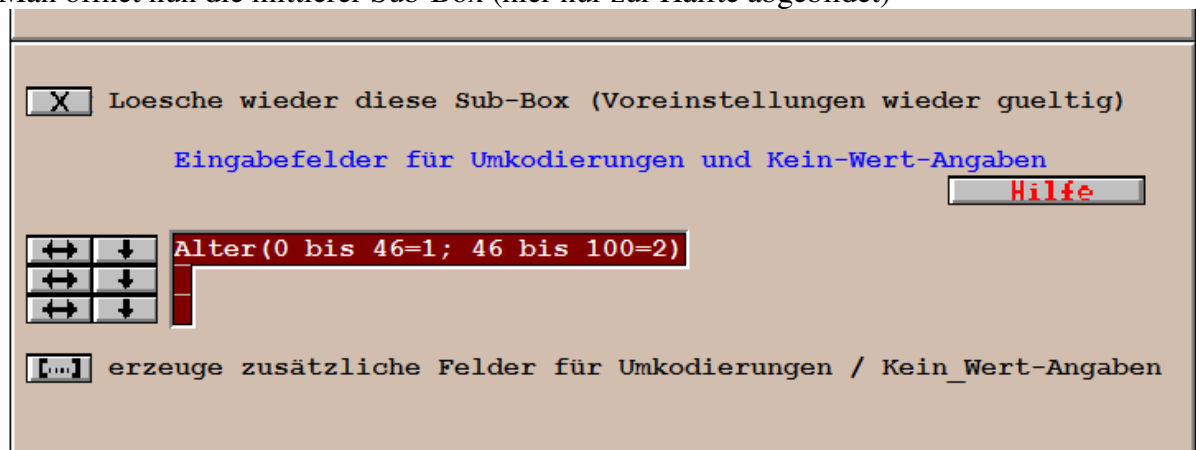 Man öffnet nun die mittlerer Sub-Box (hier nur zur Hälfte abgebildet)
X Loesche wieder diese Sub-Box (Voreinstellungen wieder gueltig)
Eingabefelder für Umkodierungen und Kein-Wert-Angaben
Hilfe
Alter(0 bis 46=1; 46 bis 100=2)
[....] erzeuge zusätzliche Felder für Umkodierungen / Kein_Wert-Angaben